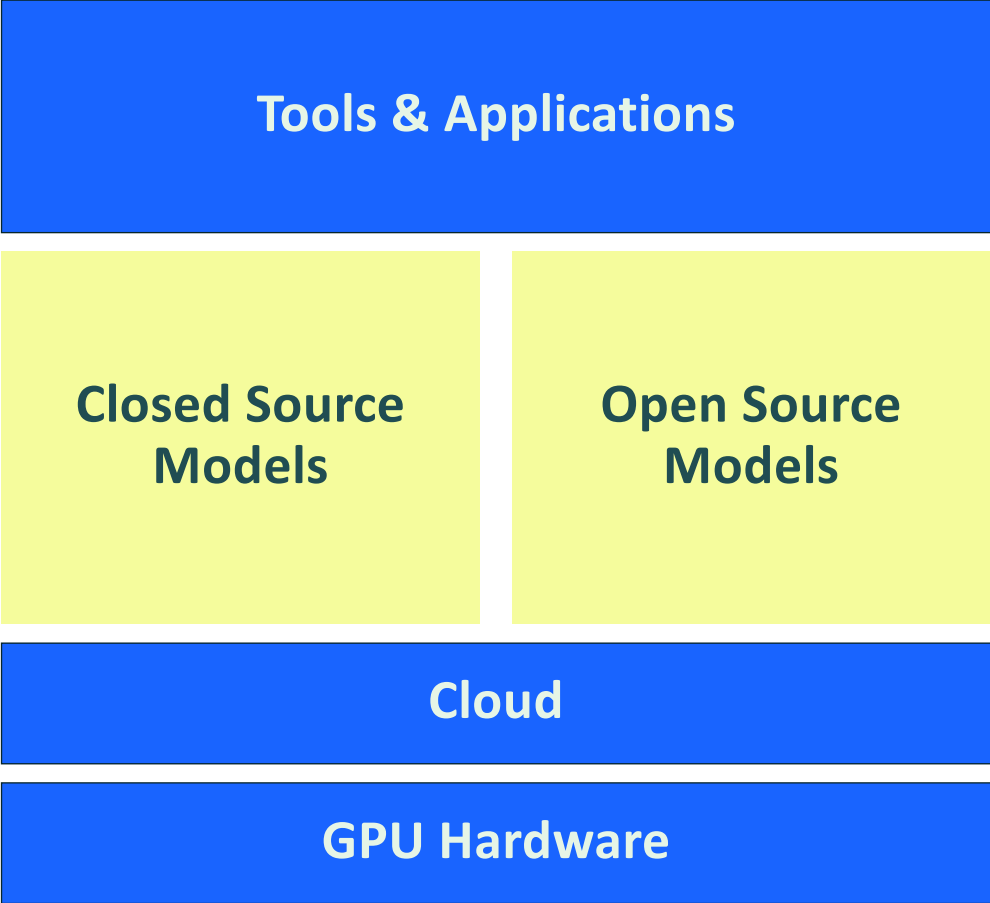 Tools & Applications
Closed Source
Models
Open Source
Models
Cloud
GPU Hardware